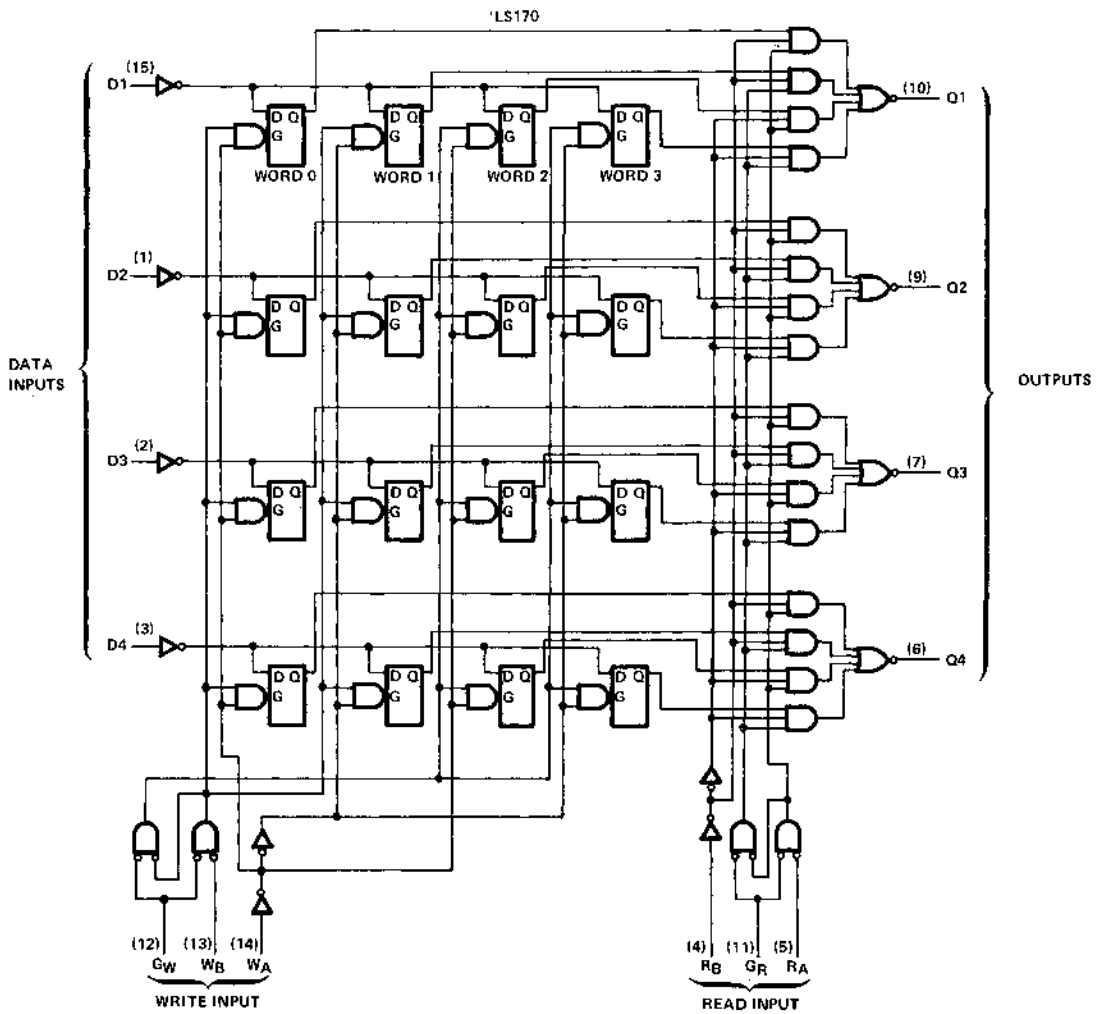 'LS170
(15)
D1
(10)
Q1
D Q
G
D Q
G
D Q
G
D Q
G
WORD 0
WORD 1
WORD 2
WORD 3
(1)
D2
(9)
Q2
D Q
G
D Q
G
D Q
G
D Q
G
DATA
INPUTS
OUTPUTS
(2)
D3
(7)
Q3
D Q
G
D Q
G
D Q
G
D Q
G
(3)
D4
(6)
Q4
D Q
G
D Q
G
D Q
G
D Q
G
(12)
(13)
(14)
GW
WB
WA
WRITE INPUT
(4)
(11)
(5)
RB
GR
RA
READ INPUT